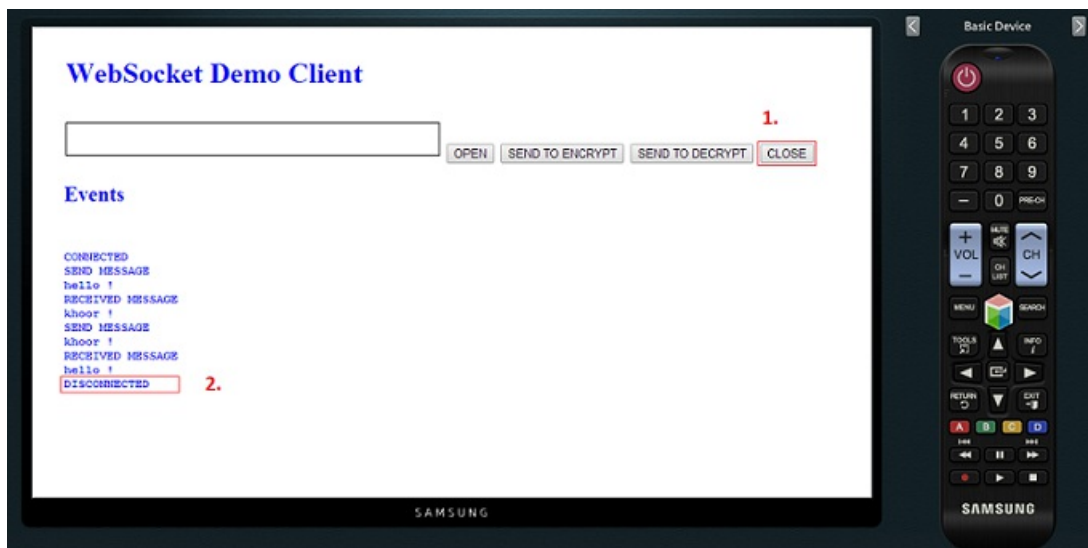 Basic Device
WebSocket Demo Client
1.
OPEN SEND TO ENCRYPT SEND TO DECRYPT CLOSE
Events
CONNECTED
SEND MESSAGE
hello !
RECEIVED MESSAGE
khoor !
SEND MESSAGE
khoor !
RECEIVED MESSAGE
hello !
DISCONNECTED 2.
SAMSUNG
1 2 3
4 5 6
7 8 9
- 0 PRE-CH
+ MUTE
VOL CH
- CH LIST
MENU SEARCH
TOOLS INFO
i
RETURN EXIT
A B C D
SAMSUNG